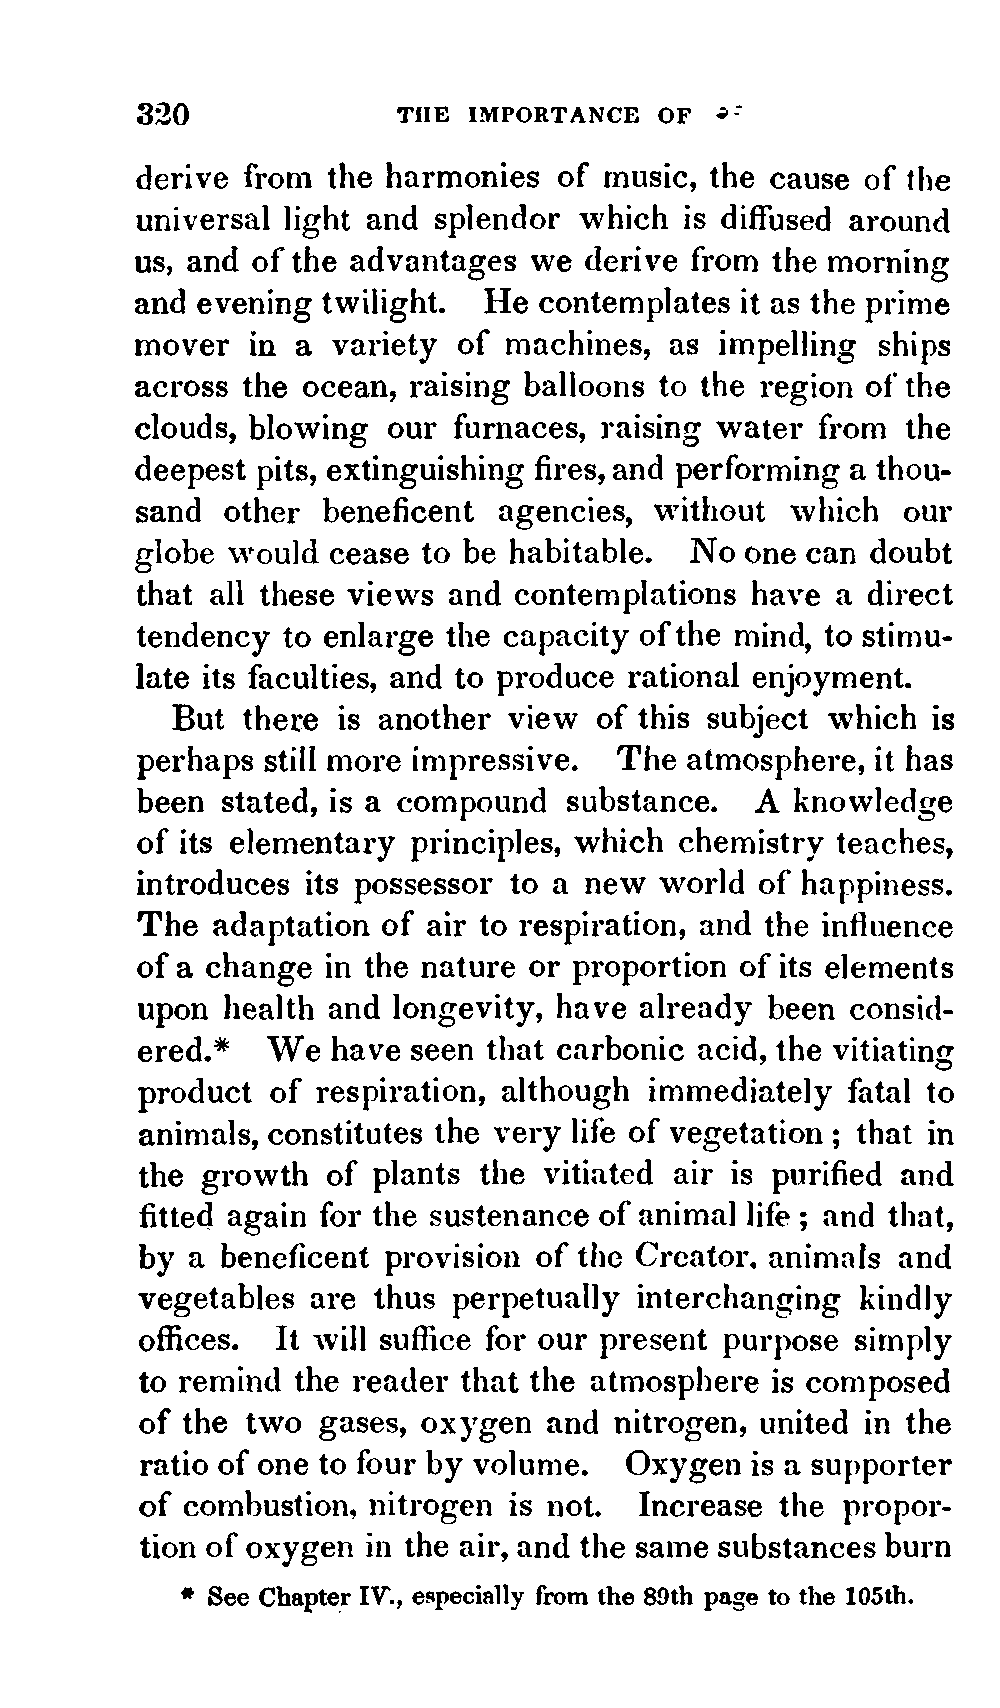 320 THE IMPORTANCE OF
derive from the harmonies of music, the cause of the
universal light and splendor which is diffused around
us, and of the advantages we derive from the morning
and evening twilight. He contemplates it as the prime
mover in a variety of machines, as impelling ships
across the ocean, raising balloons to the region of the
clouds, blowing our furnaces, raising water from the
deepest pits, extinguishing fires, and performing a thou-
sand other beneficent agencies, without which our
globe would cease to be habitable. No one can doubt
that all these views and contemplations have a direct
tendency to enlarge the capacity of the mind, to stimu-
late its faculties, and to produce rational enjoyment.
But there is another view of this subject which is
perhaps still more impressive. The atmosphere, it has
been stated, is a compound substance. A knowledge
of its elementary principles, which chemistry teaches,
introduces its possessor to a new world of happiness.
The adaptation of air to respiration, and the influence
of a change in the nature or proportion of its elements
upon health and longevity, have already been consid-
ered.* We have seen that carbonic acid, the vitiating
product of respiration, although immediately fatal to
animals, constitutes the very life of vegetation; that in
the growth of plants the vitiated air is purified and
fitted again for the sustenance of animal life; and that,
by a beneficent provision of the Creator, animals and
vegetables are thus perpetually interchanging kindly
offices. It will suffice for our present purpose simply
to remind the reader that the atmosphere is composed
of the two gases, oxygen and nitrogen, united in the
ratio of one to four by volume. Oxygen is a supporter
of combustion, nitrogen is not. Increase the propor-
tion of oxygen in the air, and the same substances burn
* See Chapter IV., especially from the 89th page to the 105th.